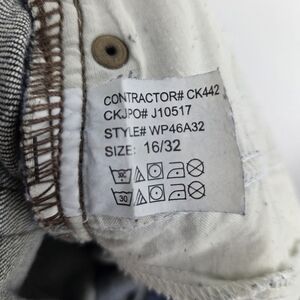 CONTRACTOR# CK442
CKJPO# J10517
STYLE# WP46A32
SIZE: 16/32
30